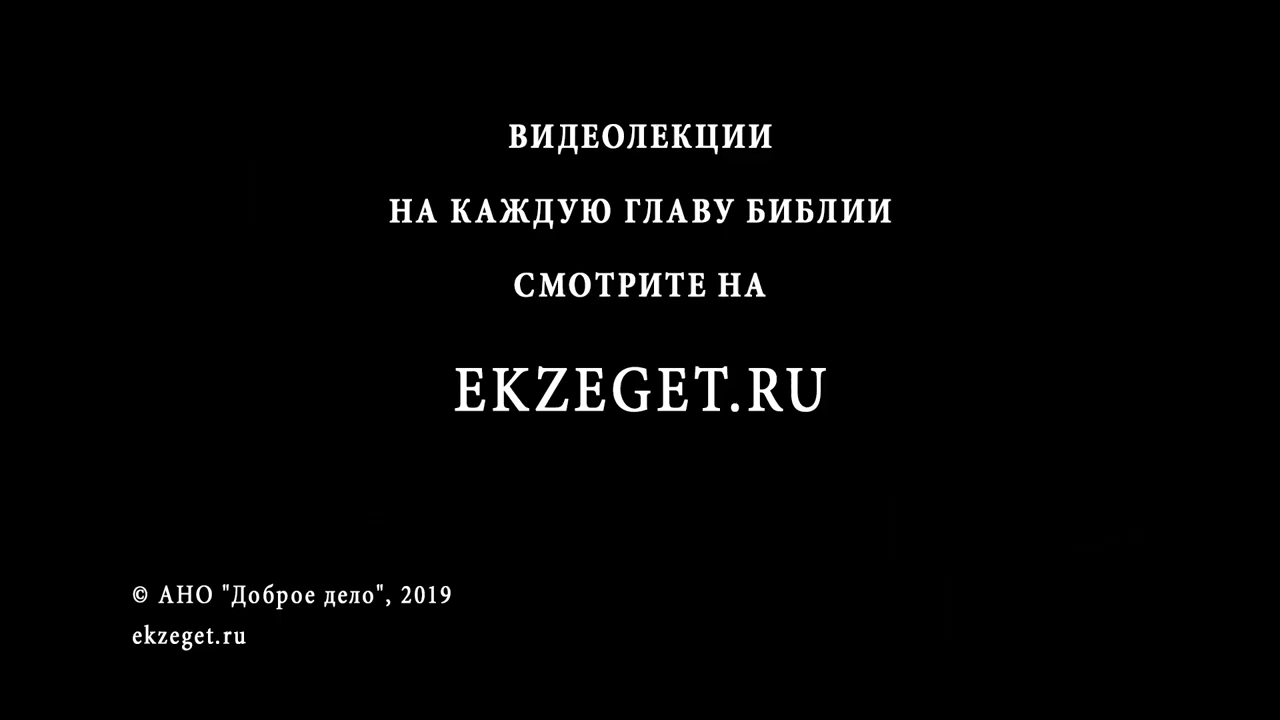 ВИДЕОЛЕКЦИИ
НА КАЖДУЮ ГЛАВУ БИБЛИИ
СМОТРИТЕ НА
EKZEGET.RU
© АНО "Доброе дело", 2019
ekzeget.ru